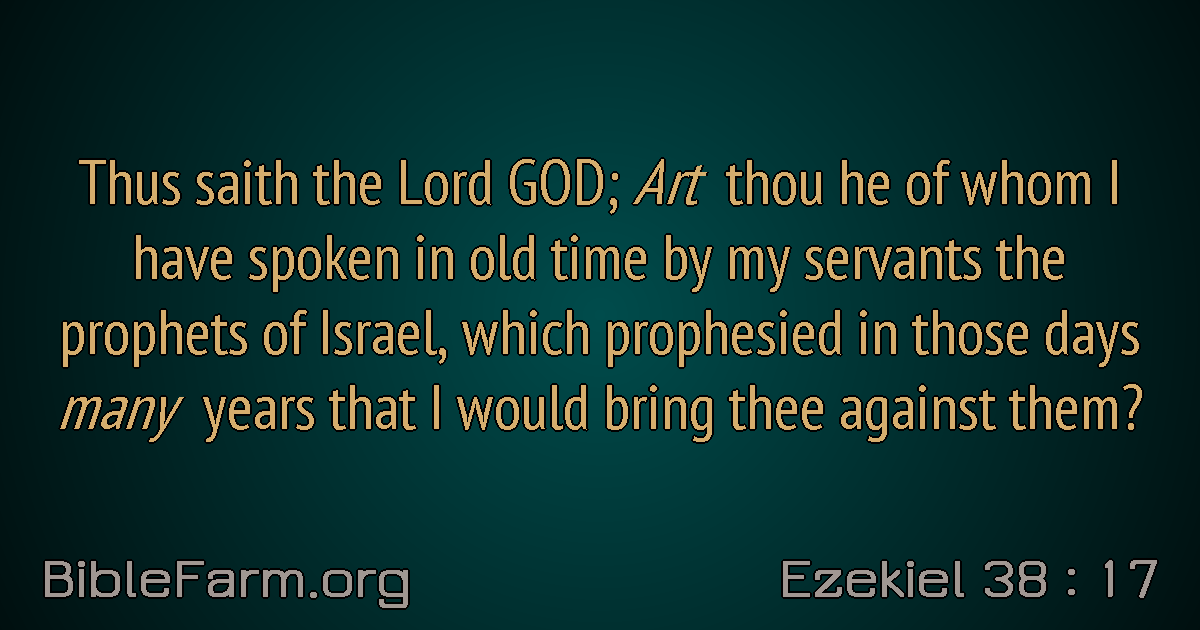 Thus saith the Lord GOD; Art thou he of whom I
have spoken in old time by my servants the
prophets of Israel, which prophesied in those days
many years that I would bring thee against them?
BibleFarm.org
Ezekiel 38 : 17